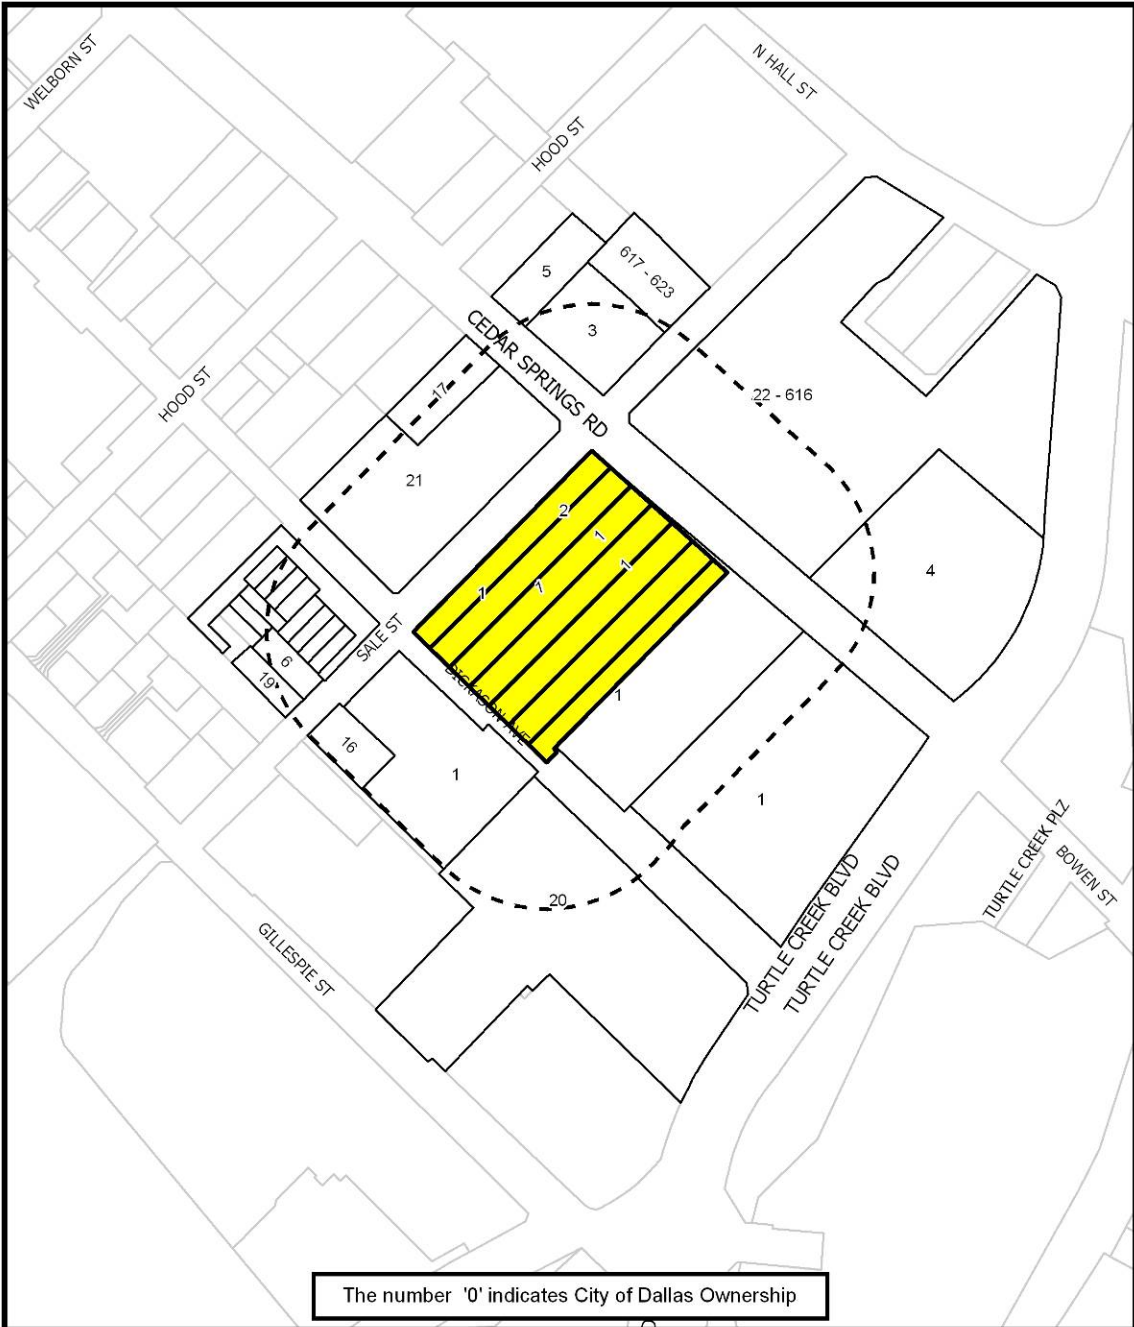 WELBORN ST
N HALL ST
HOOD ST
5
617 - 623
3
CEDAR SPRINGS RD
17
22 - 616
HOOD ST
21
2
1
1
1
1
4
SALE ST
6
19
DICKASON AVE
1
16
1
1
TURTLE CREEK PLZ
BOWEN ST
TURTLE CREEK BLVD
TURTLE CREEK BLVD
20
GILLESPIE ST
The number '0' indicates City of Dallas Ownership